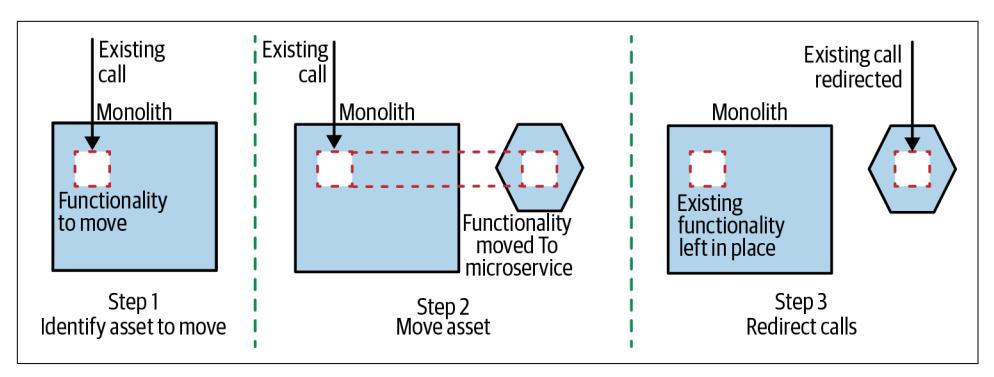 Existing
call
Monolith
Functionality
to move
Step 1
Identify asset to move
Existing
call
Monolith
Functionality
moved To
microservice
Step 2
Move asset
Existing call
redirected
Monolith
Existing
functionality
left in place
Step 3
Redirect calls